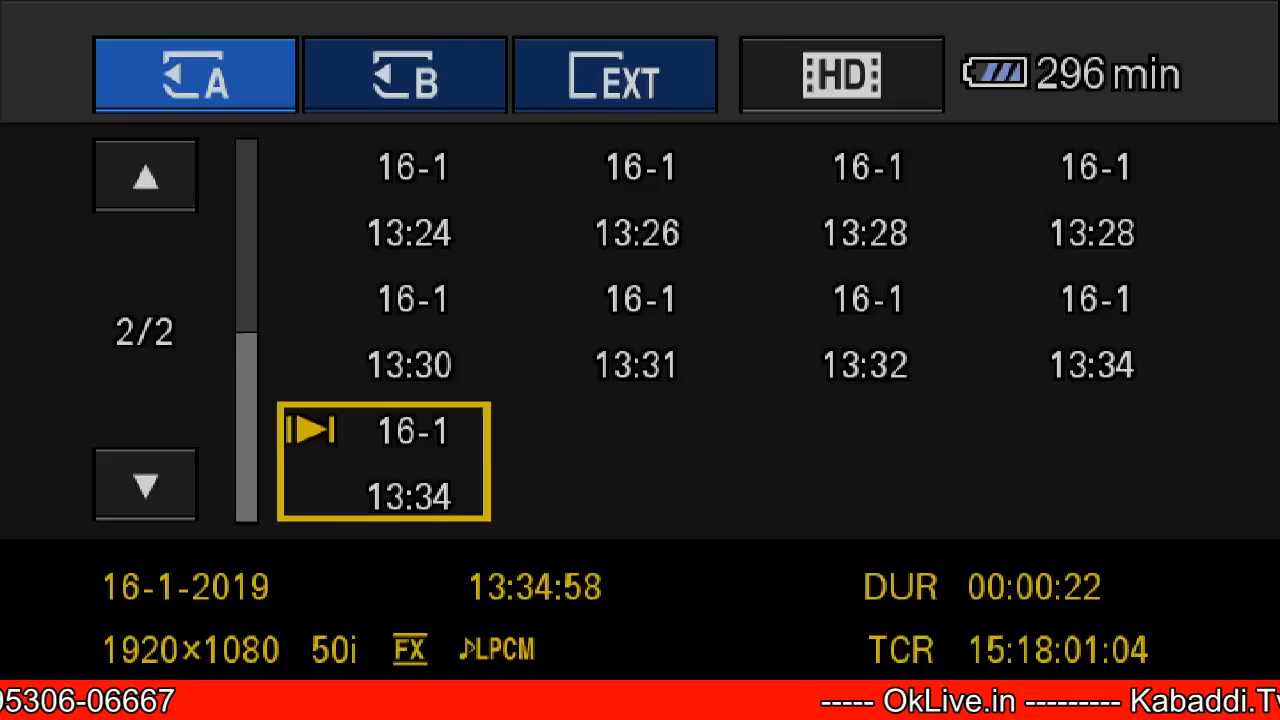 A B EXT HD 296 min
16-1 16-1 16-1 16-1
13:24 13:26 13:28 13:28
16-1 16-1 16-1 16-1
2/2
13:30 13:31 13:32 13:34
16-1
13:34
16-1-2019 13:34:58 DUR 00:00:22
1920×1080 50i FX ♪LPCM TCR 15:18:01:04
95306-06667 ----- OkLive.in --------- Kabaddi.Tv